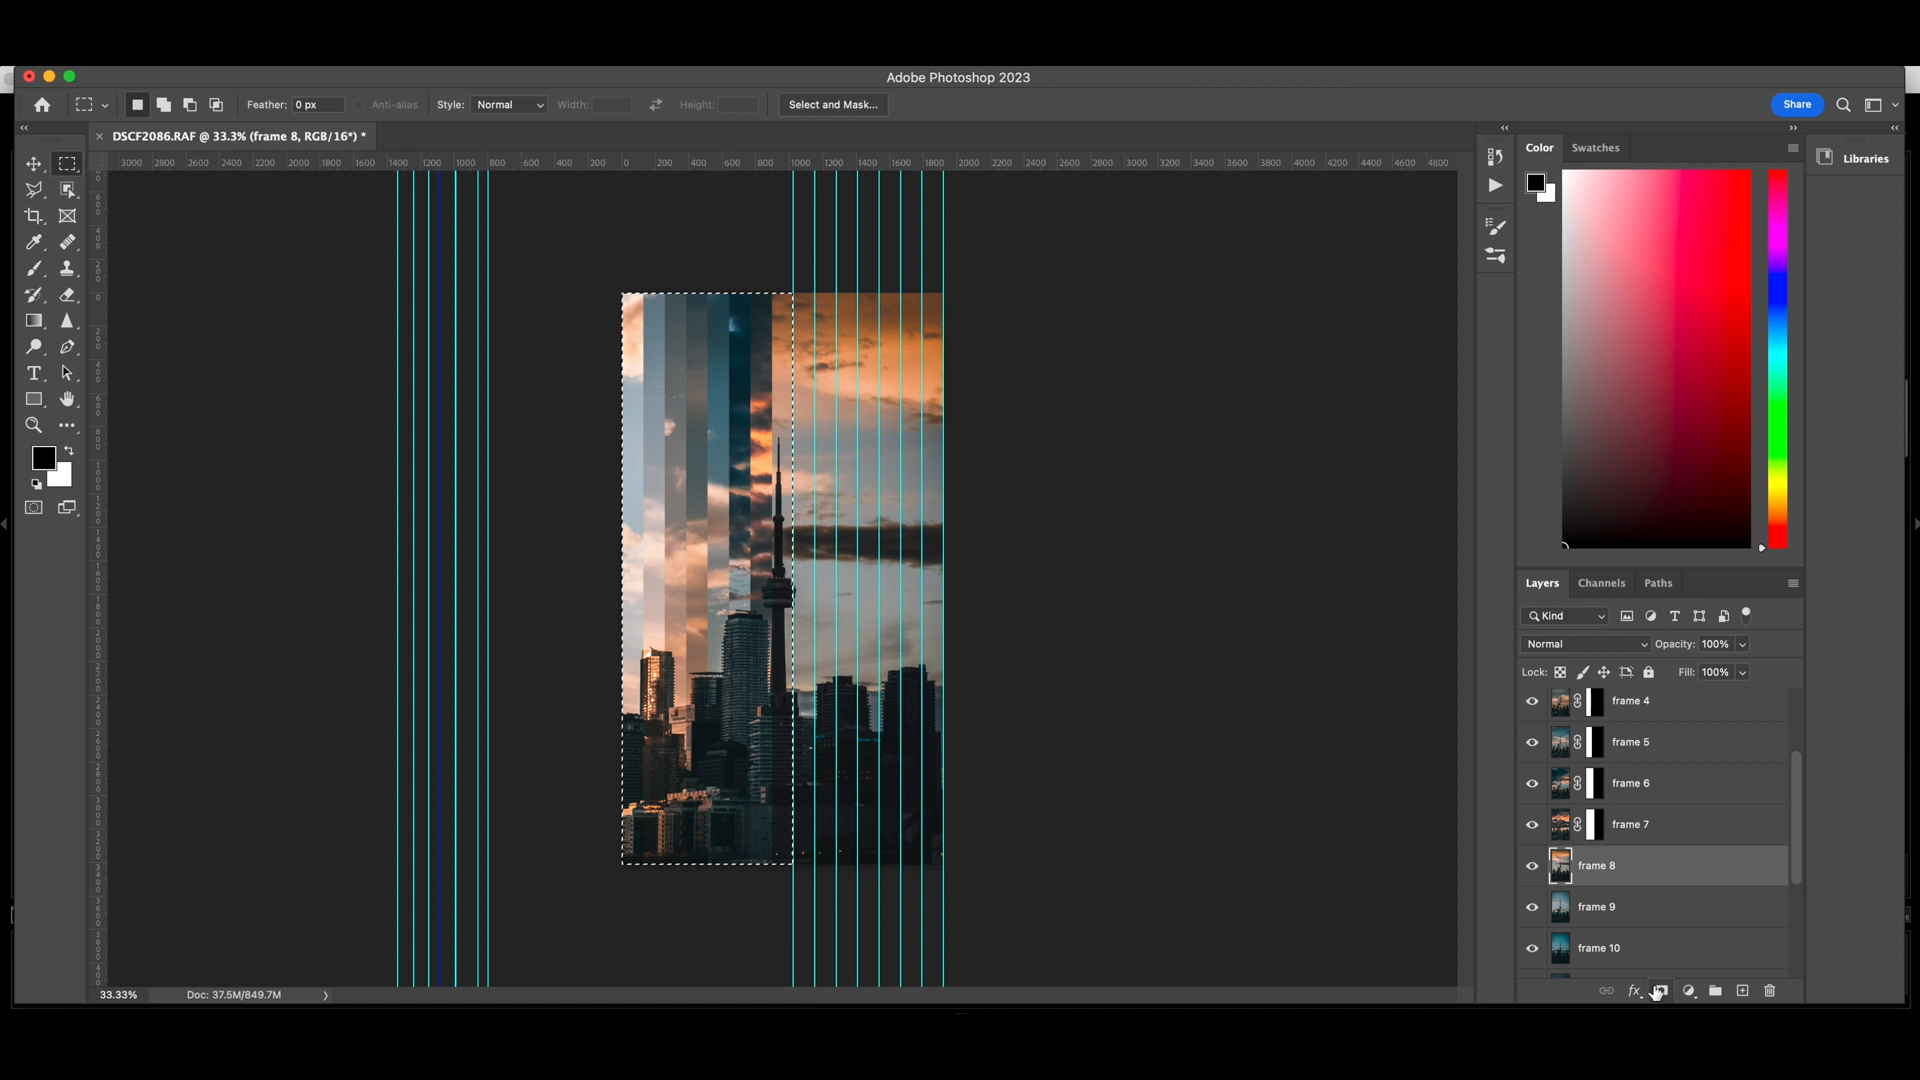 Adobe Photoshop 2023
Feather: 0 px Anti-alias Style: Normal Width: Height: Select and Mask... Share
× DSCF2086.RAF @ 33.3% (frame 8, RGB/16*) *
3000 2800 2600 2400 2200 2000 1800 1600 1400 1200 1000 800 600 400 200 0 200 400 600 800 1000 1200 1400 1600 1800 2000 2200 2400 2600 2800 3000 3200 3400 3600 3800 4000 4200 4400 4600 4800
Color Swatches
Libraries
Layers Channels Paths
Kind
Normal Opacity: 100%
Lock: Fill: 100%
frame 4
frame 5
frame 6
frame 7
frame 8
frame 9
frame 10
fx
33.33% Doc: 37.5M/849.7M